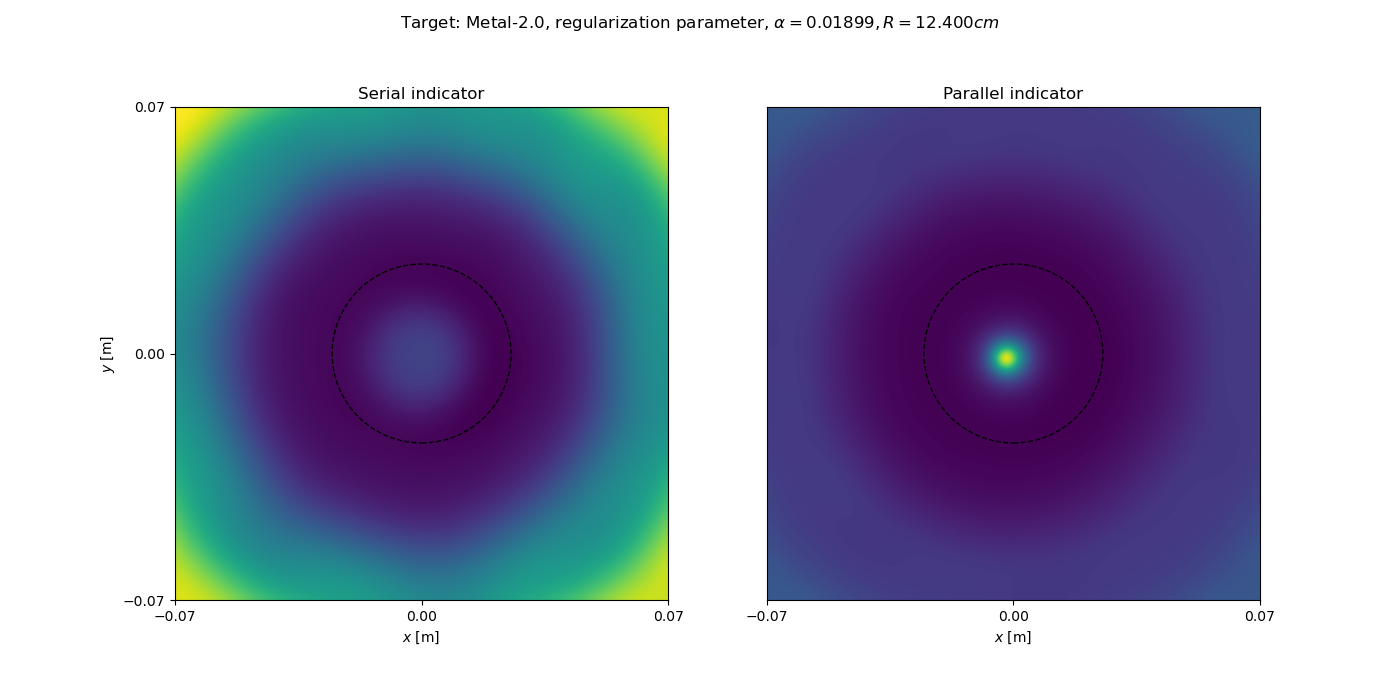 Target: Metal-2.0, regularization parameter, α = 0.01899, R = 12.400cm
Serial indicator
Parallel indicator
0.07
0.00
−0.07
y [m]
−0.07
0.00
0.07
x [m]
−0.07
0.00
0.07
x [m]